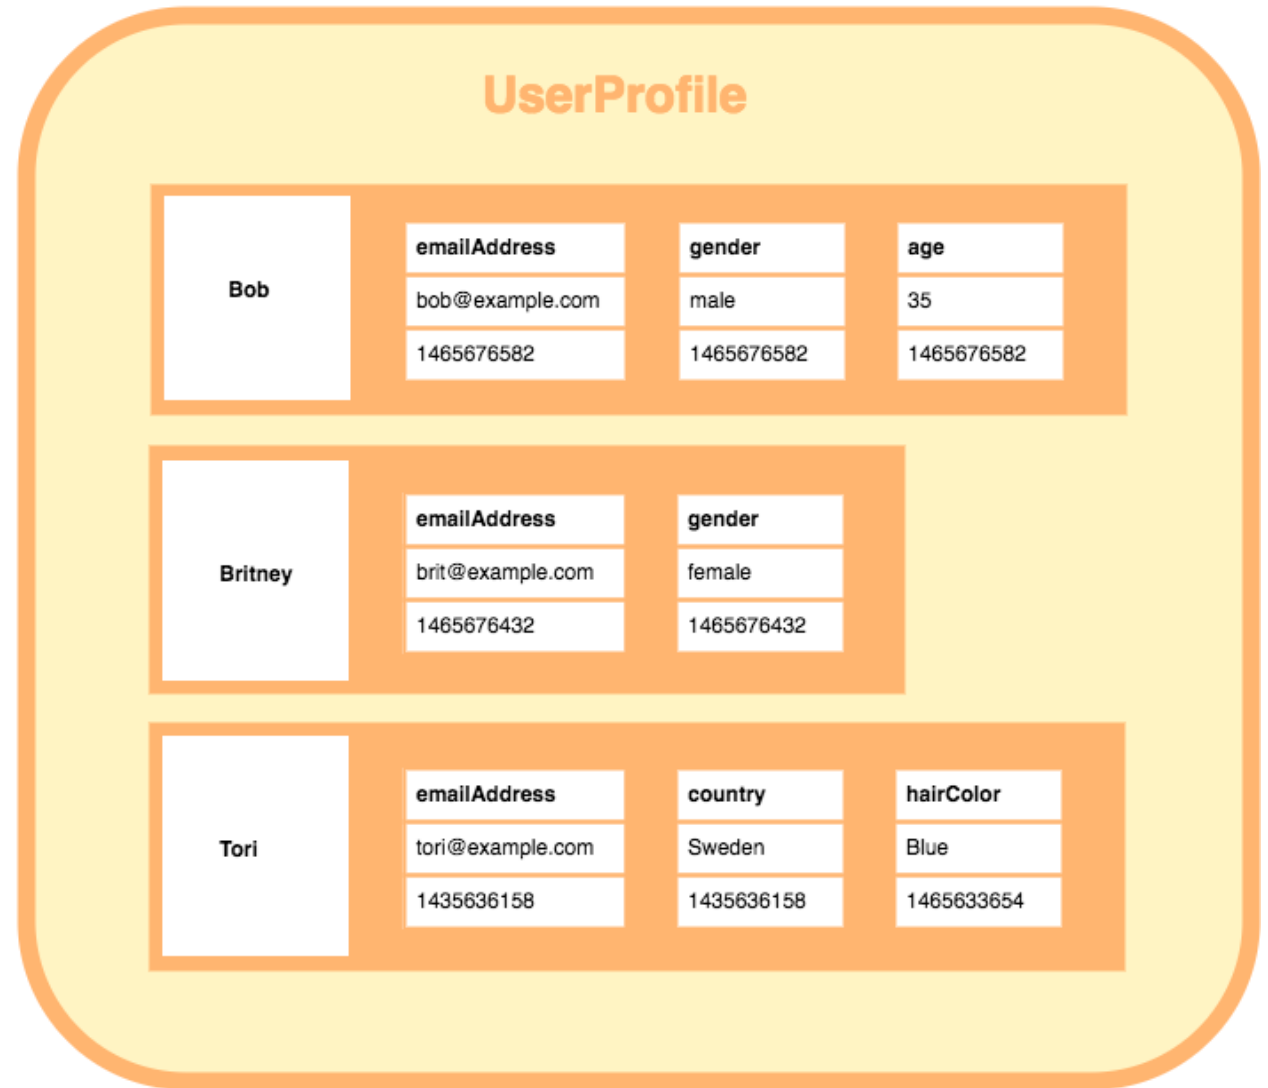 UserProfile
Bob
emailAddress gender age
bob@example.com male 35
1465676582 1465676582 1465676582
Britney
emailAddress gender
brit@example.com female
1465676432 1465676432
Tori
emailAddress country hairColor
tori@example.com Sweden Blue
1435636158 1435636158 1465633654